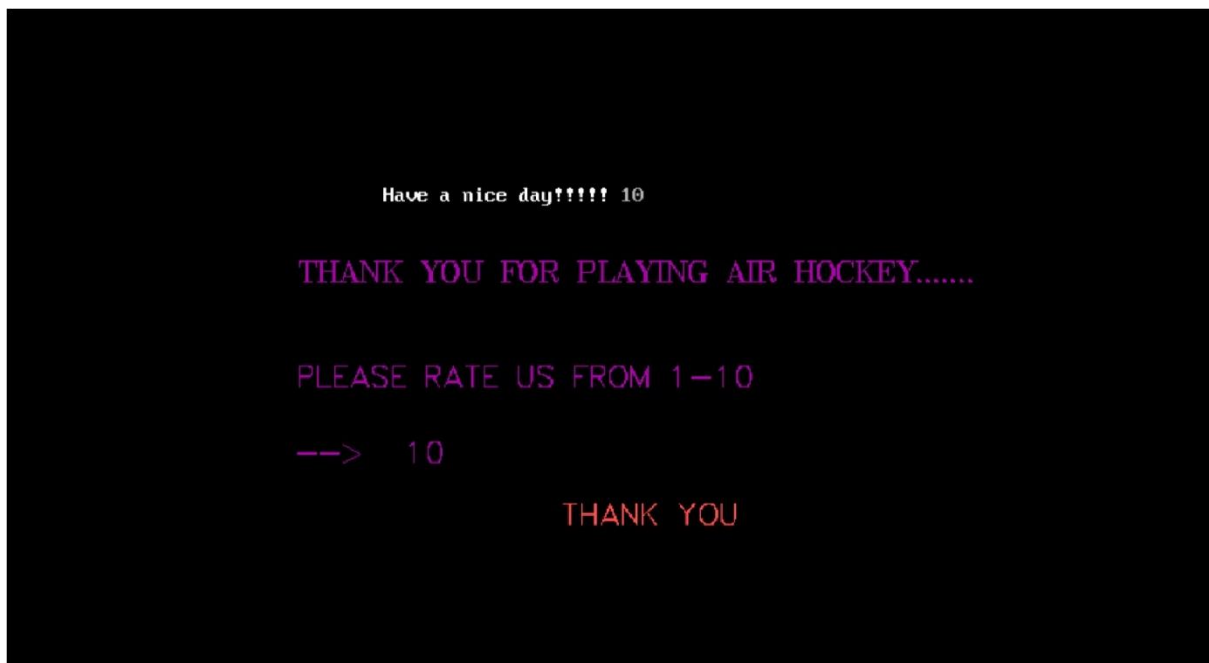 Have a nice day!!!!! 10
THANK YOU FOR PLAYING AIR HOCKEY.......
PLEASE RATE US FROM 1-10
--> 10
THANK YOU